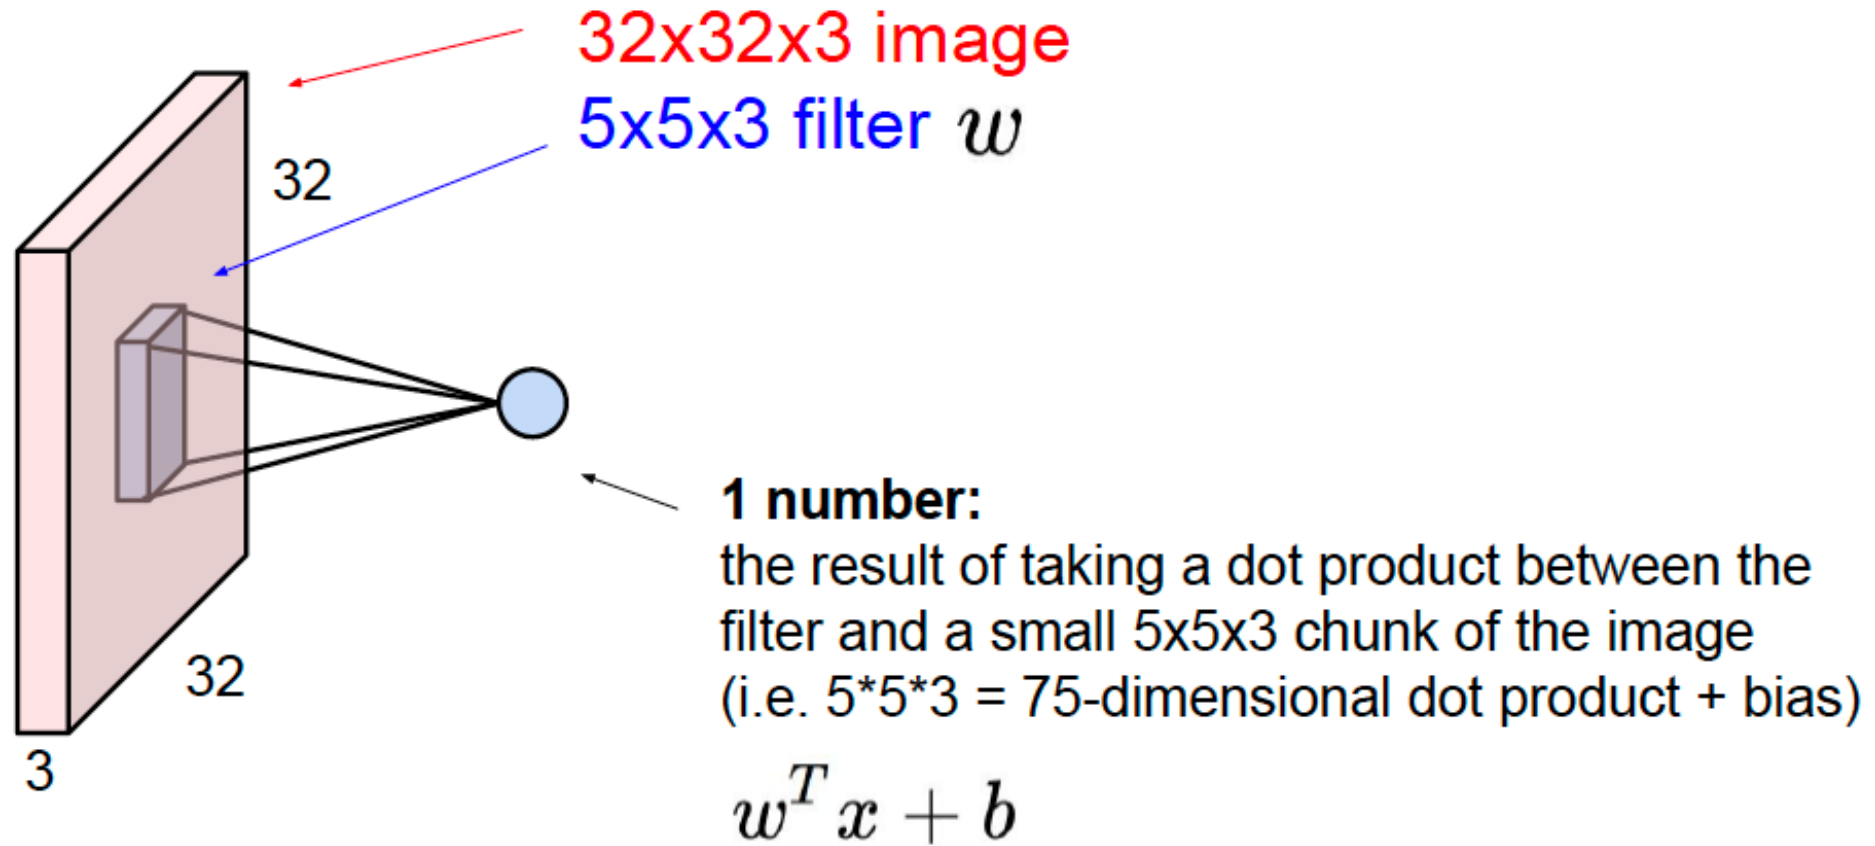 32x32x3 image
5x5x3 filter w
32
32
3
1 number:
the result of taking a dot product between the
filter and a small 5x5x3 chunk of the image
(i.e. 5*5*3 = 75-dimensional dot product + bias)
w^T x + b